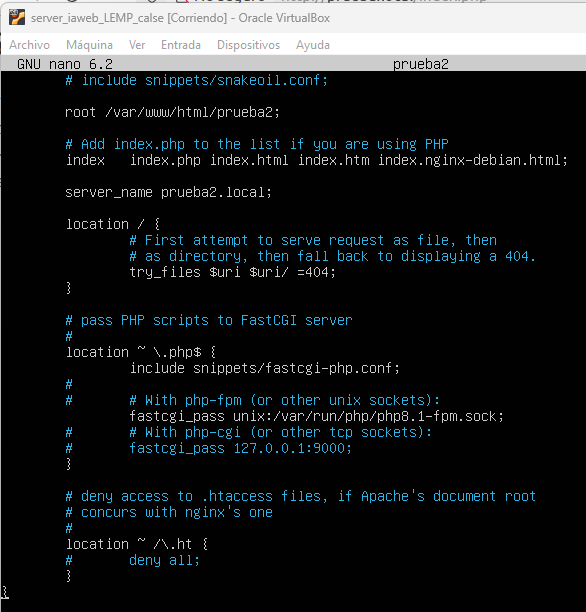 server_iaweb_LEMP_calse [Corriendo] - Oracle VirtualBox
Archivo Máquina Ver Entrada Dispositivos Ayuda
GNU nano 6.2 prueba2
# include snippets/snakeoil.conf;
root /var/www/html/prueba2;
# Add index.php to the list if you are using PHP
index index.php index.html index.htm index.nginx-debian.html;
server_name prueba2.local;
location / {
# First attempt to serve request as file, then
# as directory, then fall back to displaying a 404.
try_files $uri $uri/ =404;
}
# pass PHP scripts to FastCGI server
#
location ~ \.php$ {
include snippets/fastcgi-php.conf;
#
# # With php-fpm (or other unix sockets):
fastcgi_pass unix:/var/run/php/php8.1-fpm.sock;
# # With php-cgi (or other tcp sockets):
# fastcgi_pass 127.0.0.1:9000;
}
# deny access to .htaccess files, if Apache's document root
# concurs with nginx's one
#
location ~ /\.ht {
# deny all;
}
}